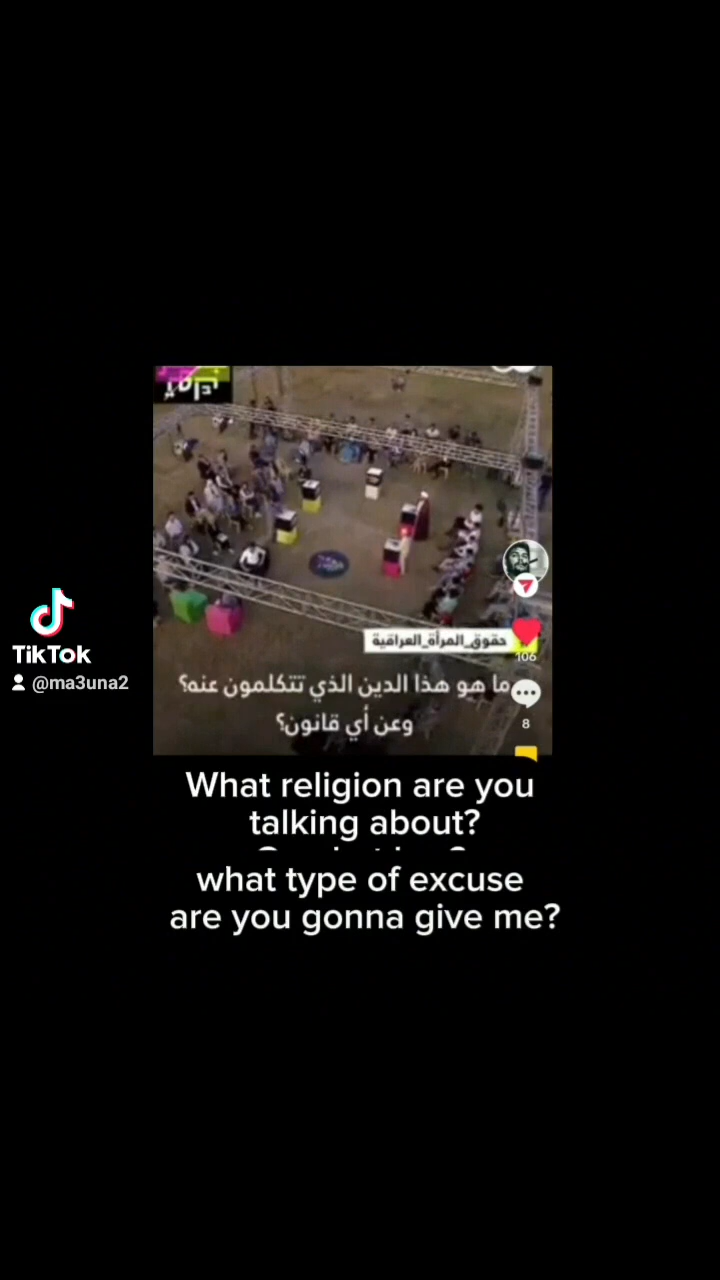 حقوق_المرأة_العراقية
106
ما هو هذا الدين الذي تتكلمون عنه؟
وعن أي قانون؟
8
TikTok
@ma3una2
What religion are you
talking about?
what type of excuse
are you gonna give me?